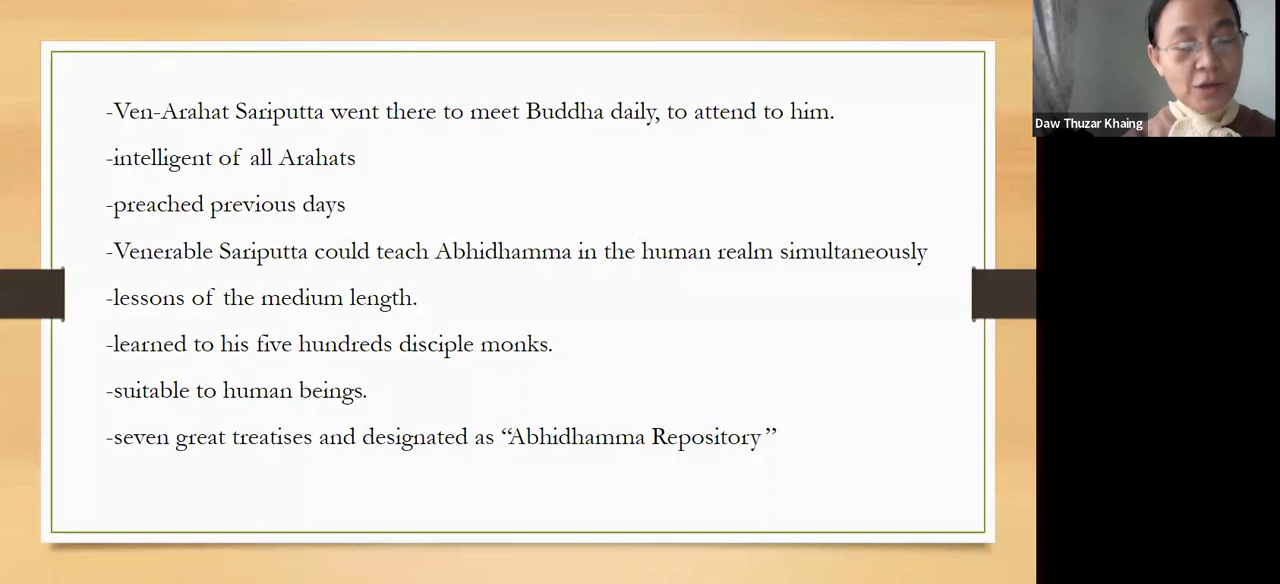 -Ven-Arahat Sariputta went there to meet Buddha daily, to attend to him.
-intelligent of all Arahats
-preached previous days
-Venerable Sariputta could teach Abhidhamma in the human realm simultaneously
-lessons of the medium length.
-learned to his five hundreds disciple monks.
-suitable to human beings.
-seven great treatises and designated as “Abhidhamma Repository”
Daw Thuzar Khaing